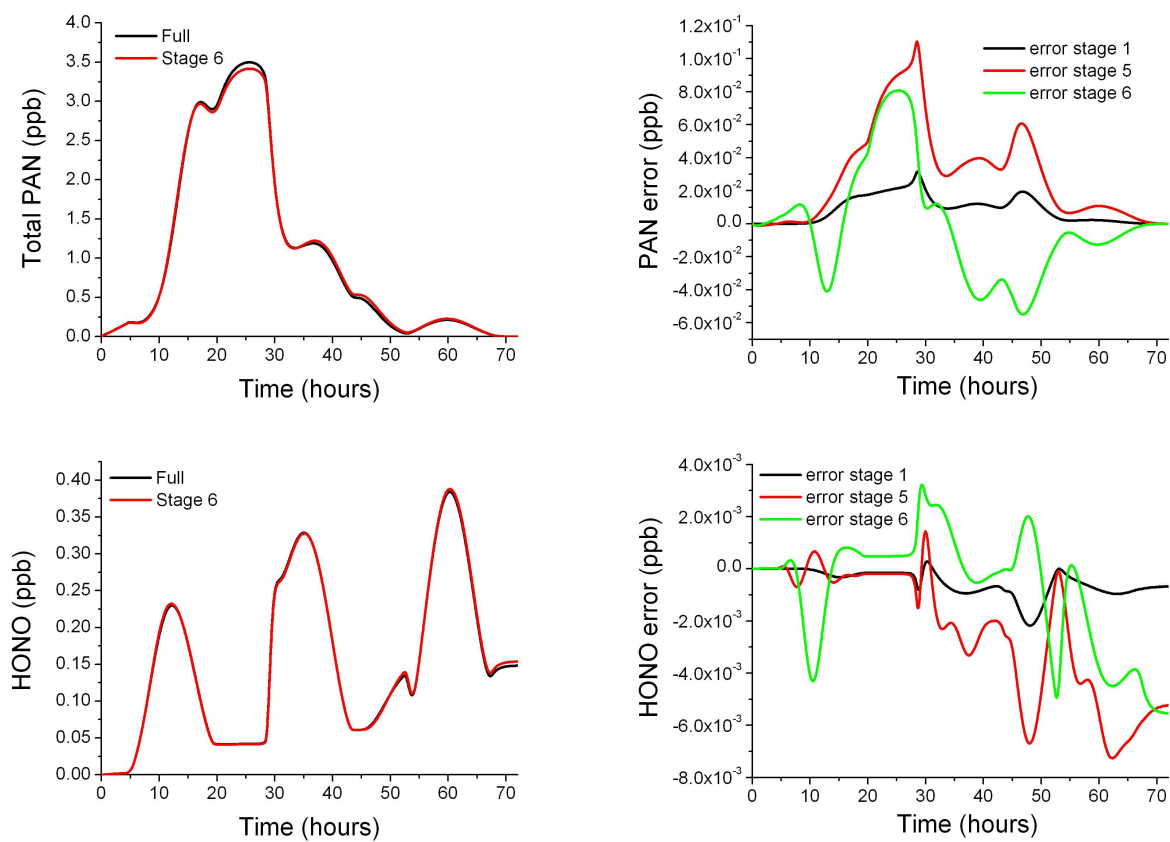 Full
Stage 6
4.0
3.5
3.0
2.5
2.0
1.5
1.0
0.5
0.0
Total PAN (ppb)
0 10 20 30 40 50 60 70
Time (hours)
error stage 1
error stage 5
error stage 6
1.2x10⁻¹
1.0x10⁻¹
8.0x10⁻²
6.0x10⁻²
4.0x10⁻²
2.0x10⁻²
0.0
-2.0x10⁻²
-4.0x10⁻²
-6.0x10⁻²
PAN error (ppb)
0 10 20 30 40 50 60 70
Time (hours)
Full
Stage 6
0.40
0.35
0.30
0.25
0.20
0.15
0.10
0.05
0.00
HONO (ppb)
0 10 20 30 40 50 60 70
Time (hours)
error stage 1
error stage 5
error stage 6
4.0x10⁻³
2.0x10⁻³
0.0
-2.0x10⁻³
-4.0x10⁻³
-6.0x10⁻³
-8.0x10⁻³
HONO error (ppb)
0 10 20 30 40 50 60 70
Time (hours)